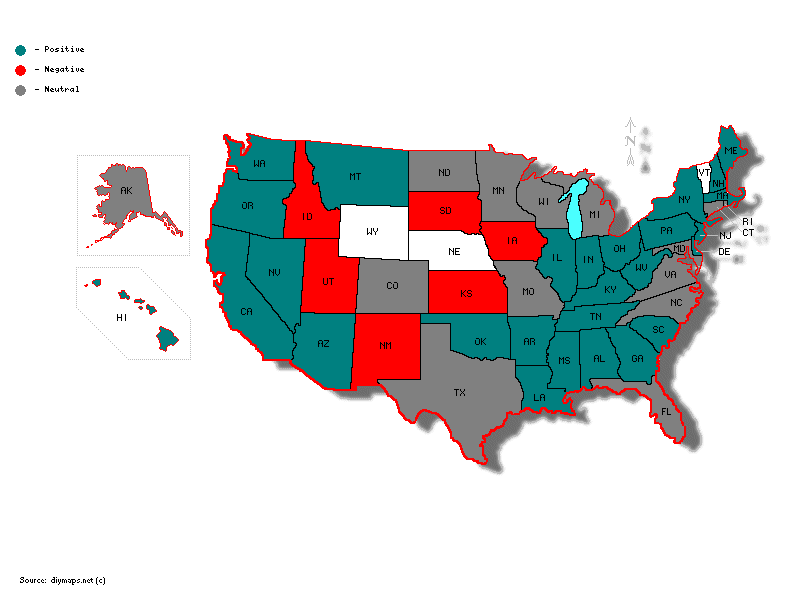 - Positive
- Negative
- Neutral
N
WA
MT
ND
MN
ME
VT
NH
AK
OR
ID
SD
WI
MI
NY
MA
WY
IA
PA
RI
CT
NJ
HI
NV
UT
NE
IL
IN
OH
MD
DE
CA
CO
KS
MO
WV
VA
KY
NC
AZ
NM
OK
AR
TN
SC
MS
AL
GA
TX
LA
FL
Source: diymaps.net (c)